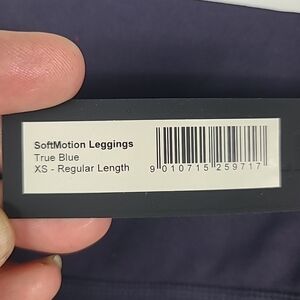 SoftMotion Leggings
True Blue
XS - Regular Length
9 010715 259717